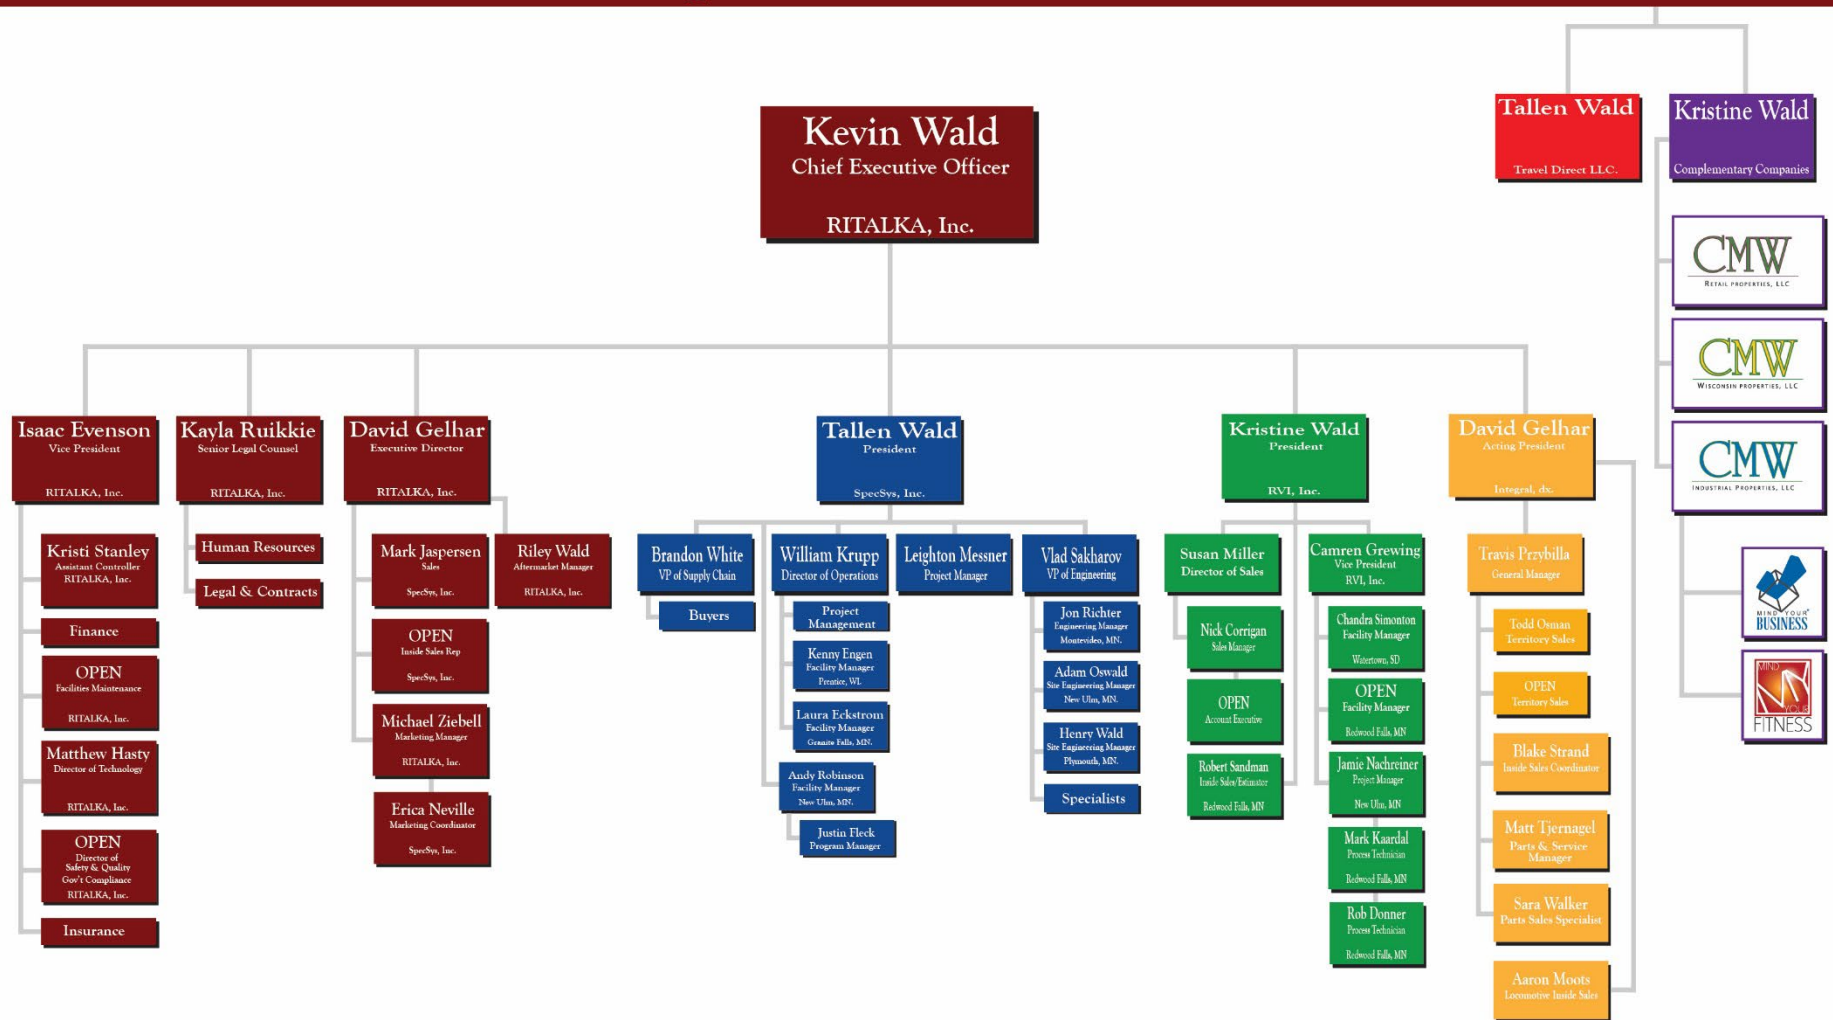 Kevin Wald
Chief Executive Officer
RITALKA, Inc.
Tallen Wald
Travel Direct LLC.
Kristine Wald
Complementary Companies
CMW
RETAIL PROPERTIES, LLC
CMW
WISCONSIN PROPERTIES, LLC
CMW
INDUSTRIAL PROPERTIES, LLC
MIND YOUR
BUSINESS
MIND
YOUR
FITNESS
Isaac Evenson
Vice President
RITALKA, Inc.
Kristi Stanley
Assistant Controller
RITALKA, Inc.
Finance
OPEN
Facilities Maintenance
RITALKA, Inc.
Matthew Hasty
Director of Technology
RITALKA, Inc.
OPEN
Director of
Safety & Quality
Gov't Compliance
RITALKA, Inc.
Insurance
Kayla Ruikkie
Senior Legal Counsel
RITALKA, Inc.
Human Resources
Legal & Contracts
David Gelhar
Executive Director
RITALKA, Inc.
Mark Jaspersen
Sales
SpecSys, Inc.
OPEN
Inside Sales Rep
SpecSys, Inc.
Michael Ziebell
Marketing Manager
RITALKA, Inc.
Erica Neville
Marketing Coordinator
SpecSys, Inc.
Riley Wald
Aftermarket Manager
RITALKA, Inc.
Tallen Wald
President
SpecSys, Inc.
Brandon White
VP of Supply Chain
Buyers
William Krupp
Director of Operations
Project
Management
Kenny Engen
Facility Manager
Prentice, WI.
Laura Eckstrom
Facility Manager
Granite Falls, MN.
Andy Robinson
Facility Manager
New Ulm, MN.
Justin Fleck
Program Manager
Leighton Messner
Project Manager
Vlad Sakharov
VP of Engineering
Jon Richter
Engineering Manager
Montevideo, MN.
Adam Oswald
Site Engineering Manager
New Ulm, MN.
Henry Wald
Site Engineering Manager
Plymouth, MN.
Specialists
Kristine Wald
President
RVI, Inc.
Susan Miller
Director of Sales
Nick Corrigan
Sales Manager
OPEN
Account Executive
Robert Sandman
Inside Sales/Estimator
Redwood Falls, MN
Camren Grewing
Vice President
RVI, Inc.
Chandra Simonton
Facility Manager
Watertown, SD
OPEN
Facility Manager
Redwood Falls, MN
Jamie Nachreiner
Project Manager
New Ulm, MN
Mark Kaardal
Process Technician
Redwood Falls, MN
Rob Donner
Process Technician
Redwood Falls, MN
David Gelhar
Acting President
Integral, dx.
Travis Przybilla
General Manager
Todd Osman
Territory Sales
OPEN
Territory Sales
Blake Strand
Inside Sales Coordinator
Matt Tjernagel
Parts & Service
Manager
Sara Walker
Parts Sales Specialist
Aaron Moots
Locomotive Inside Sales